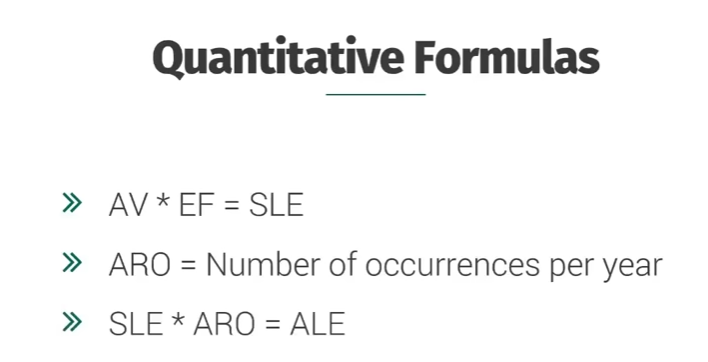 Quantitative Formulas
AV * EF = SLE
ARO = Number of occurrences per year
SLE * ARO = ALE